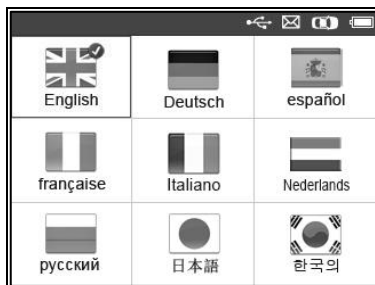 English
Deutsch
español
française
Italiano
Nederlands
русский
日本語
한국의